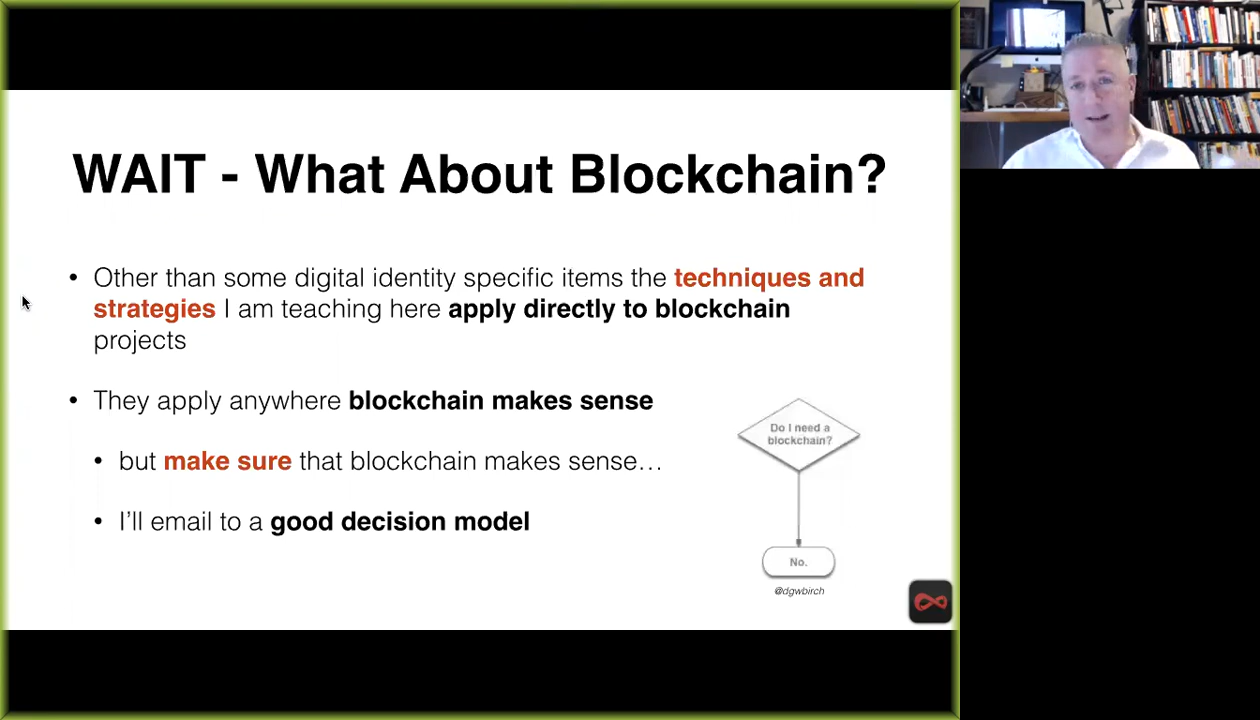 WAIT - What About Blockchain?
• Other than some digital identity specific items the techniques and
strategies I am teaching here apply directly to blockchain
projects
• They apply anywhere blockchain makes sense
• but make sure that blockchain makes sense…
• I’ll email to a good decision model
Do I need a
blockchain?
No.
@dgwbirch